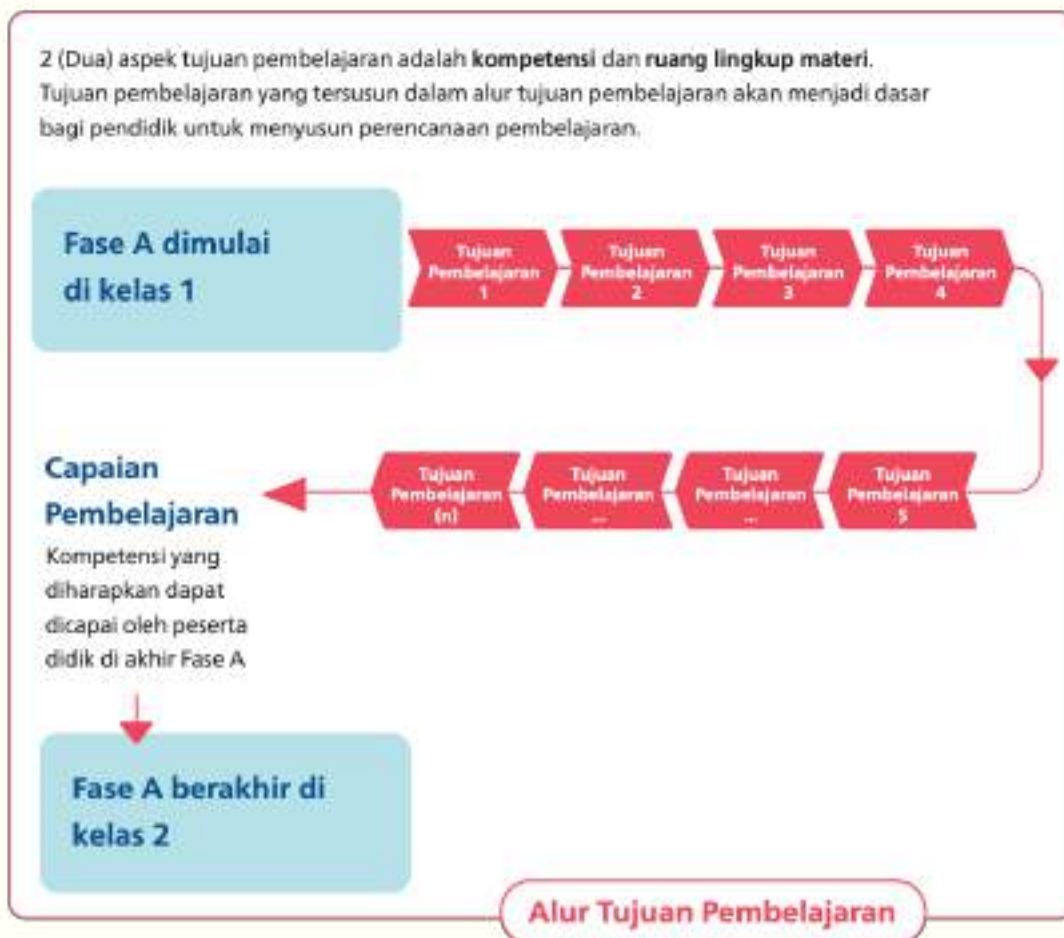 2 (Dua) aspek tujuan pembelajaran adalah kompetensi dan ruang lingkup materi.
Tujuan pembelajaran yang tersusun dalam alur tujuan pembelajaran akan menjadi dasar
bagi pendidik untuk menyusun perencanaan pembelajaran.
Fase A dimulai
di kelas 1
Tujuan
Pembelajaran
1
Tujuan
Pembelajaran
2
Tujuan
Pembelajaran
3
Tujuan
Pembelajaran
4
Tujuan
Pembelajaran
5
Tujuan
Pembelajaran
...
Tujuan
Pembelajaran
...
Tujuan
Pembelajaran
(n)
Capaian
Pembelajaran
Kompetensi yang
diharapkan dapat
dicapai oleh peserta
didik di akhir Fase A
Fase A berakhir di
kelas 2
Alur Tujuan Pembelajaran